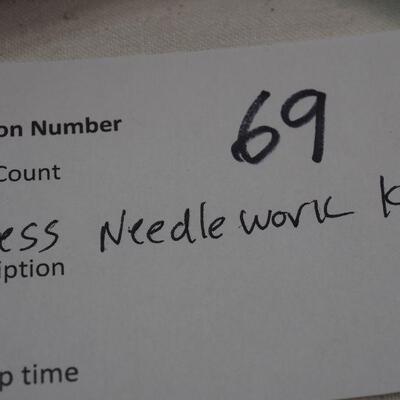 on Number 69
Count
ess Needlework K
iption
p time